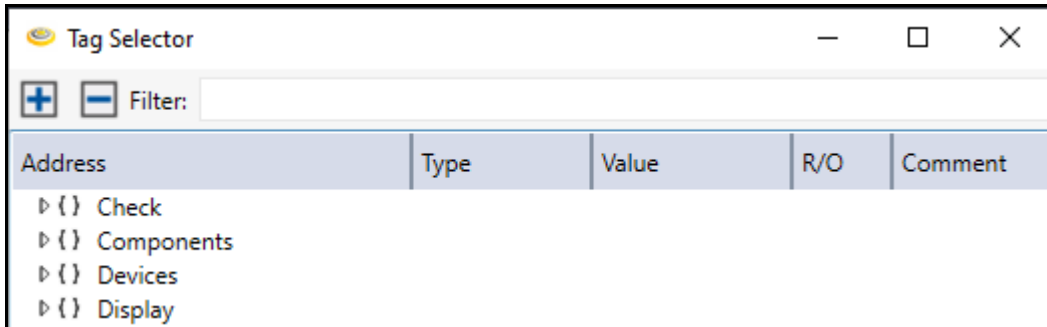 Tag Selector
Filter:
Address Type Value R/O Comment
{} Check
{} Components
{} Devices
{} Display